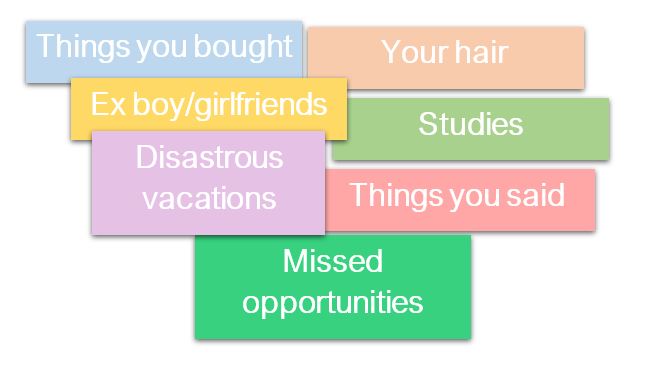 Things you bought
Your hair
Ex boy/girlfriends
Studies
Disastrous
vacations
Things you said
Missed
opportunities